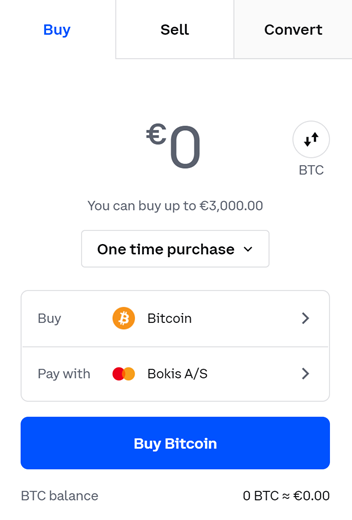 Buy Sell Convert
€0
BTC
You can buy up to €3,000.00
One time purchase
Buy Bitcoin
Pay with Bokis A/S
Buy Bitcoin
BTC balance 0 BTC ≈ €0.00